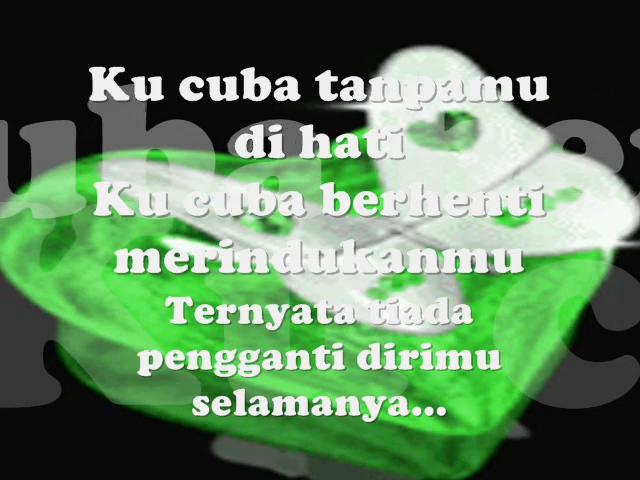 Ku cuba tanpamu
di hati
Ku cuba berhenti
merindukanmu
Ternyata tiada
pengganti dirimu
selamanya...